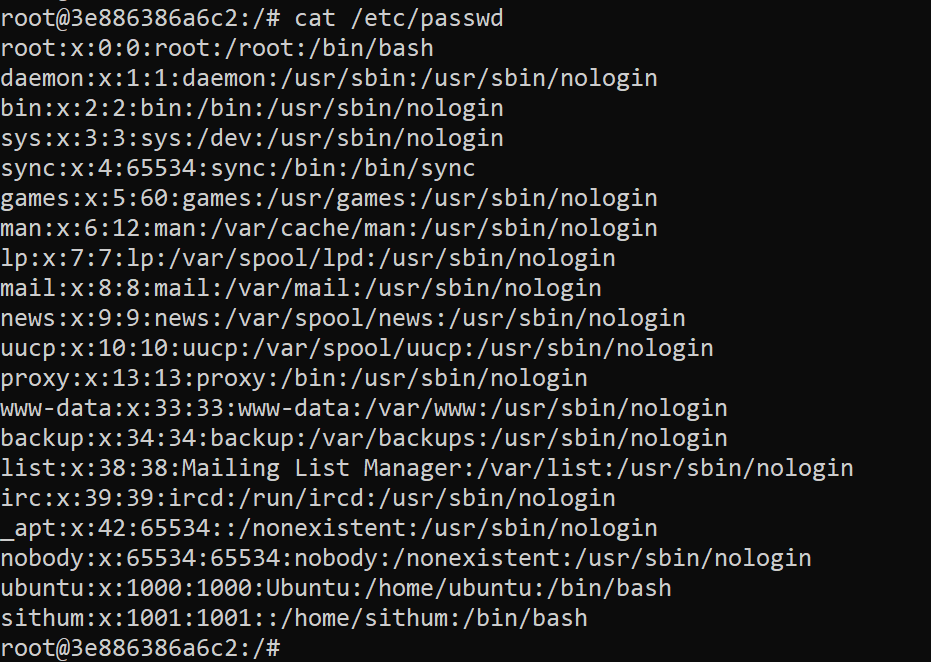 root@3e886386a6c2:/# cat /etc/passwd
root:x:0:0:root:/root:/bin/bash
daemon:x:1:1:daemon:/usr/sbin:/usr/sbin/nologin
bin:x:2:2:bin:/bin:/usr/sbin/nologin
sys:x:3:3:sys:/dev:/usr/sbin/nologin
sync:x:4:65534:sync:/bin:/bin/sync
games:x:5:60:games:/usr/games:/usr/sbin/nologin
man:x:6:12:man:/var/cache/man:/usr/sbin/nologin
lp:x:7:7:lp:/var/spool/lpd:/usr/sbin/nologin
mail:x:8:8:mail:/var/mail:/usr/sbin/nologin
news:x:9:9:news:/var/spool/news:/usr/sbin/nologin
uucp:x:10:10:uucp:/var/spool/uucp:/usr/sbin/nologin
proxy:x:13:13:proxy:/bin:/usr/sbin/nologin
www-data:x:33:33:www-data:/var/www:/usr/sbin/nologin
backup:x:34:34:backup:/var/backups:/usr/sbin/nologin
list:x:38:38:Mailing List Manager:/var/list:/usr/sbin/nologin
irc:x:39:39:ircd:/run/ircd:/usr/sbin/nologin
_apt:x:42:65534::/nonexistent:/usr/sbin/nologin
nobody:x:65534:65534:nobody:/nonexistent:/usr/sbin/nologin
ubuntu:x:1000:1000:Ubuntu:/home/ubuntu:/bin/bash
sithum:x:1001:1001::/home/sithum:/bin/bash
root@3e886386a6c2:/#